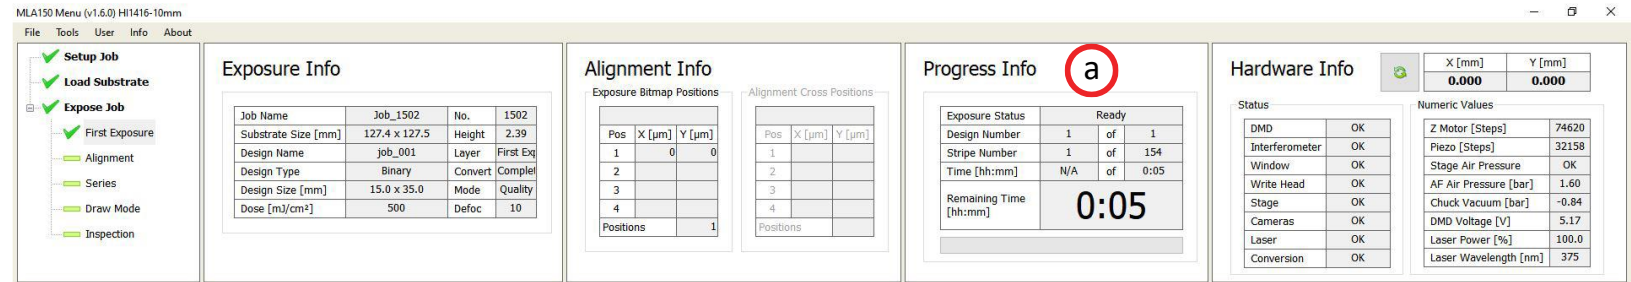 MLA150 Menu (v1.6.0) HI1416-10mm
File Tools User Info About
Setup Job
Load Substrate
Expose Job
First Exposure
Alignment
Series
Draw Mode
Inspection
Exposure Info
Job Name Job_1502 No. 1502
Substrate Size [mm] 127.4 x 127.5 Height 2.39
Design Name job_001 Layer First Exp
Design Type Binary Convert Complet
Design Size [mm] 15.0 x 35.0 Mode Quality
Dose [mJ/cm²] 500 Defoc 10
Alignment Info
Exposure Bitmap Positions
Pos X [µm] Y [µm]
1 0 0
2
3
4
Positions 1
Alignment Cross Positions
Pos X [µm] Y [µm]
1
2
3
4
Positions
Progress Info a
Exposure Status Ready
Design Number 1 of 1
Stripe Number 1 of 154
Time [hh:mm] N/A of 0:05
Remaining Time
[hh:mm] 0:05
Hardware Info
X [mm] Y [mm]
0.000 0.000
Status
DMD OK
Interferometer OK
Window OK
Write Head OK
Stage OK
Cameras OK
Laser OK
Conversion OK
Numeric Values
Z Motor [Steps] 74620
Piezo [Steps] 32158
Stage Air Pressure OK
AF Air Pressure [bar] 1.60
Chuck Vacuum [bar] -0.84
DMD Voltage [V] 5.17
Laser Power [%] 100.0
Laser Wavelength [nm] 375